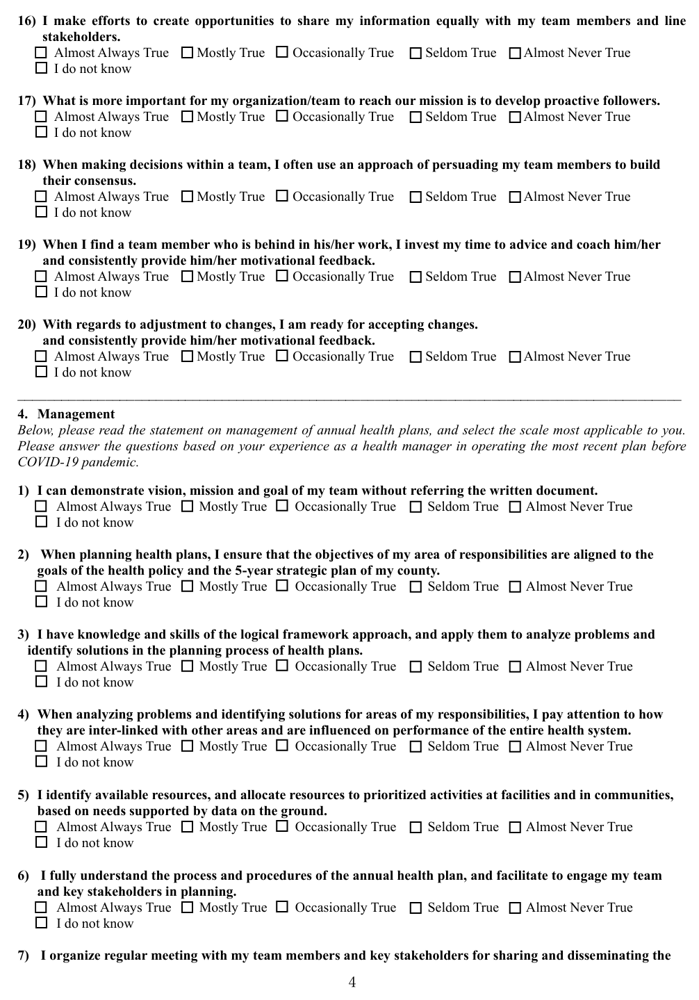 16) I make efforts to create opportunities to share my information equally with my team members and line
stakeholders.
☐ Almost Always True ☐ Mostly True ☐ Occasionally True ☐ Seldom True ☐ Almost Never True
☐ I do not know
17) What is more important for my organization/team to reach our mission is to develop proactive followers.
☐ Almost Always True ☐ Mostly True ☐ Occasionally True ☐ Seldom True ☐ Almost Never True
☐ I do not know
18) When making decisions within a team, I often use an approach of persuading my team members to build
their consensus.
☐ Almost Always True ☐ Mostly True ☐ Occasionally True ☐ Seldom True ☐ Almost Never True
☐ I do not know
19) When I find a team member who is behind in his/her work, I invest my time to advice and coach him/her
and consistently provide him/her motivational feedback.
☐ Almost Always True ☐ Mostly True ☐ Occasionally True ☐ Seldom True ☐ Almost Never True
☐ I do not know
20) With regards to adjustment to changes, I am ready for accepting changes.
and consistently provide him/her motivational feedback.
☐ Almost Always True ☐ Mostly True ☐ Occasionally True ☐ Seldom True ☐ Almost Never True
☐ I do not know
4. Management
Below, please read the statement on management of annual health plans, and select the scale most applicable to you.
Please answer the questions based on your experience as a health manager in operating the most recent plan before
COVID-19 pandemic.
1) I can demonstrate vision, mission and goal of my team without referring the written document.
☐ Almost Always True ☐ Mostly True ☐ Occasionally True ☐ Seldom True ☐ Almost Never True
☐ I do not know
2) When planning health plans, I ensure that the objectives of my area of responsibilities are aligned to the
goals of the health policy and the 5-year strategic plan of my county.
☐ Almost Always True ☐ Mostly True ☐ Occasionally True ☐ Seldom True ☐ Almost Never True
☐ I do not know
3) I have knowledge and skills of the logical framework approach, and apply them to analyze problems and
identify solutions in the planning process of health plans.
☐ Almost Always True ☐ Mostly True ☐ Occasionally True ☐ Seldom True ☐ Almost Never True
☐ I do not know
4) When analyzing problems and identifying solutions for areas of my responsibilities, I pay attention to how
they are inter-linked with other areas and are influenced on performance of the entire health system.
☐ Almost Always True ☐ Mostly True ☐ Occasionally True ☐ Seldom True ☐ Almost Never True
☐ I do not know
5) I identify available resources, and allocate resources to prioritized activities at facilities and in communities,
based on needs supported by data on the ground.
☐ Almost Always True ☐ Mostly True ☐ Occasionally True ☐ Seldom True ☐ Almost Never True
☐ I do not know
6) I fully understand the process and procedures of the annual health plan, and facilitate to engage my team
and key stakeholders in planning.
☐ Almost Always True ☐ Mostly True ☐ Occasionally True ☐ Seldom True ☐ Almost Never True
☐ I do not know
7) I organize regular meeting with my team members and key stakeholders for sharing and disseminating the
4